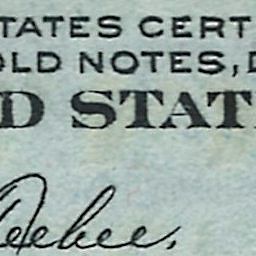 TATES CERT
OLD NOTES, D
D STAT